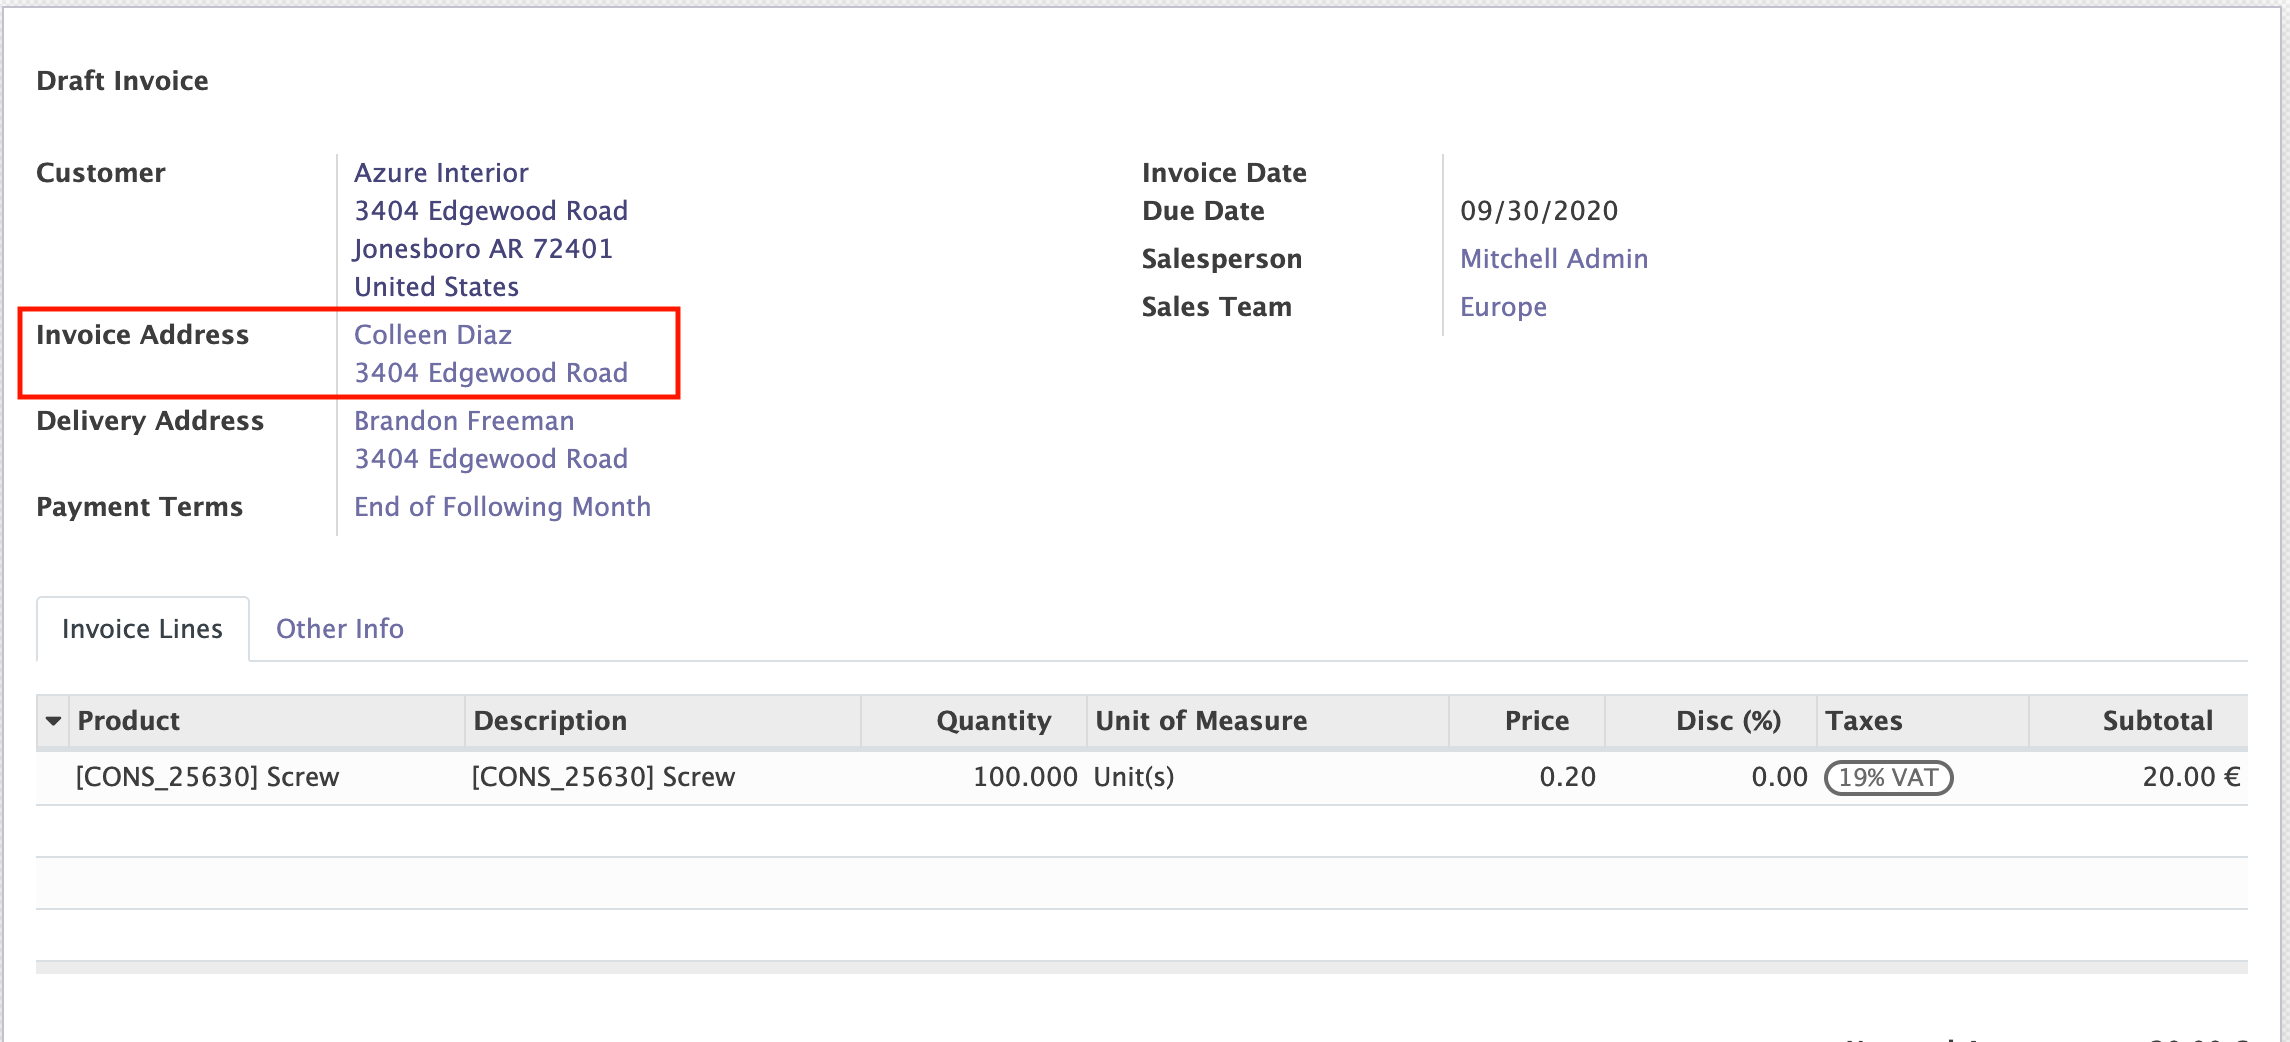 Draft Invoice
Customer
Azure Interior
3404 Edgewood Road
Jonesboro AR 72401
United States
Invoice Address
Colleen Diaz
3404 Edgewood Road
Delivery Address
Brandon Freeman
3404 Edgewood Road
Payment Terms
End of Following Month
Invoice Date
Due Date
09/30/2020
Salesperson
Mitchell Admin
Sales Team
Europe
Invoice Lines Other Info
Product Description Quantity Unit of Measure Price Disc (%) Taxes Subtotal
[CONS_25630] Screw [CONS_25630] Screw 100.000 Unit(s) 0.20 0.00 19% VAT 20.00 €